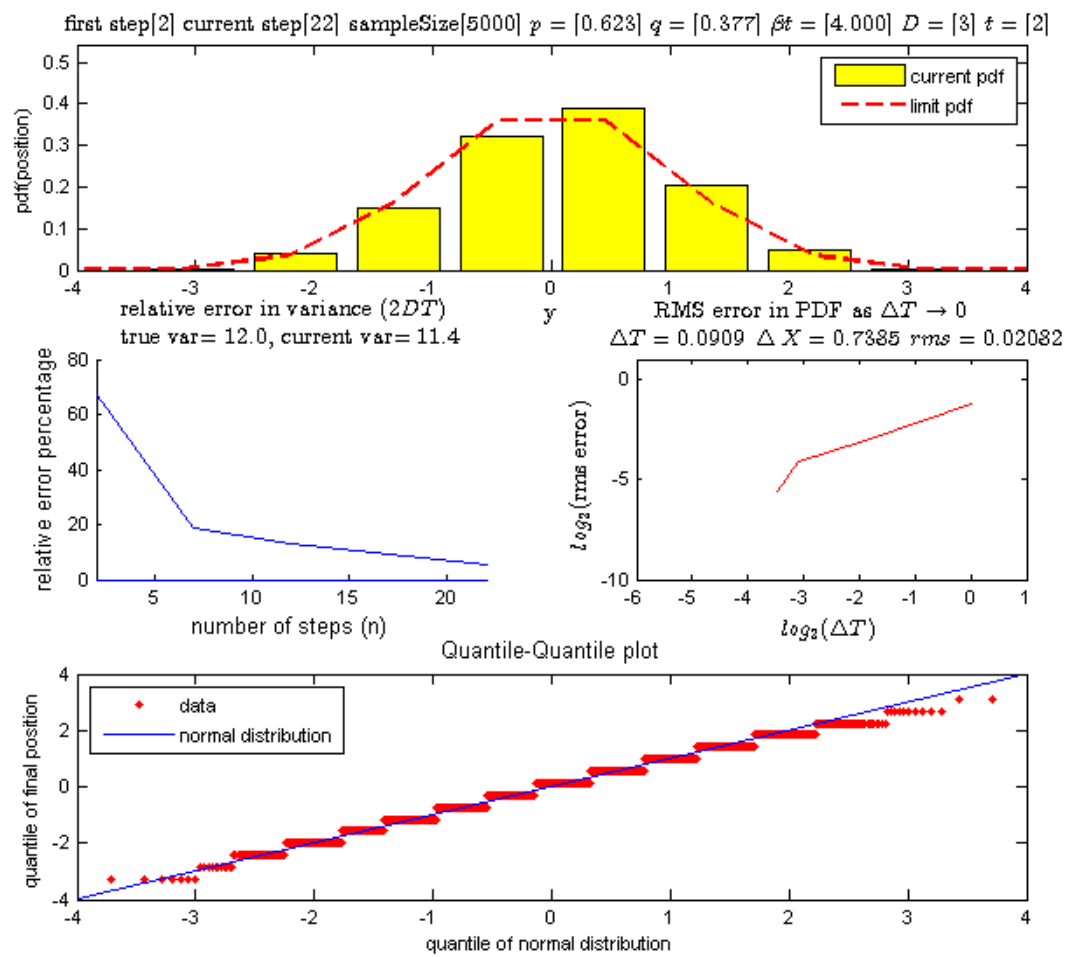 first step[2] current step[22] sampleSize[5000] p = [0.623] q = [0.377] βt = [4.000] D = [3] t = [2]
0.5
0.4
0.3
0.2
0.1
0
pdf(position)
current pdf
limit pdf
-4 -3 -2 -1 0 1 2 3 4
y
relative error in variance (2DT)
true var= 12.0, current var= 11.4
80
60
40
20
0
relative error percentage
5 10 15 20
number of steps (n)
RMS error in PDF as ΔT → 0
ΔT = 0.0909 Δ X = 0.7385 rms = 0.02082
0
-5
-10
log2(rms error)
-6 -5 -4 -3 -2 -1 0 1
log2(ΔT)
Quantile-Quantile plot
4
2
0
-2
-4
quantile of final position
data
normal distribution
-4 -3 -2 -1 0 1 2 3 4
quantile of normal distribution